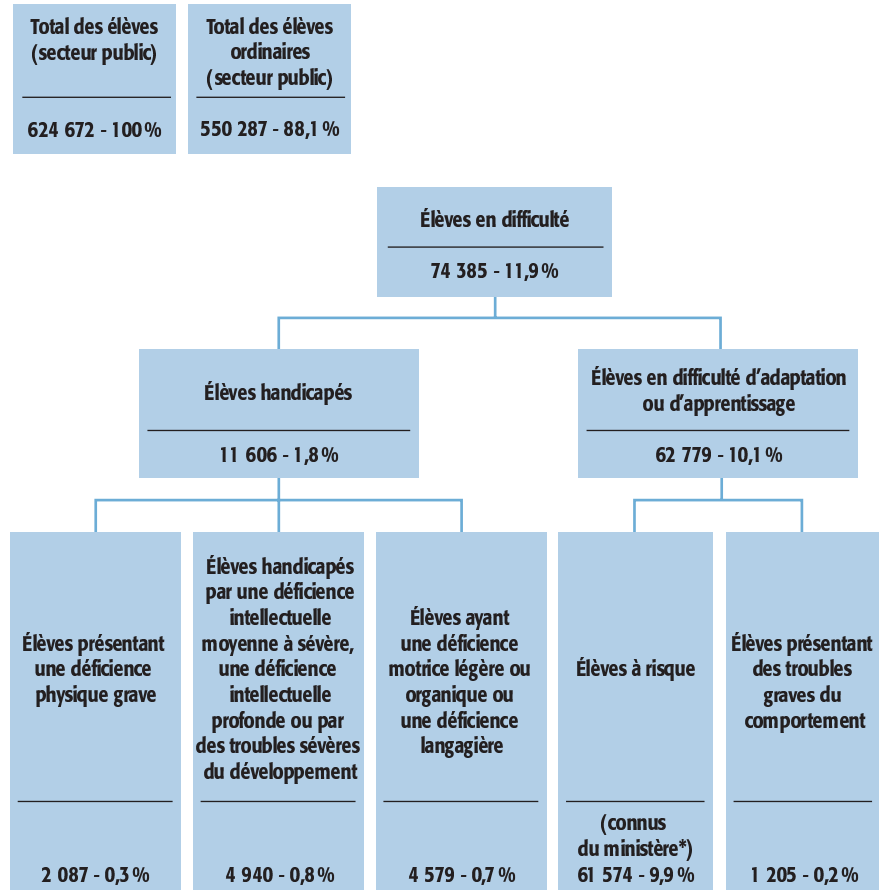 Total des élèves
(secteur public)
624 672 - 100 %
Total des élèves
ordinaires
(secteur public)
550 287 - 88,1 %
Élèves en difficulté
74 385 - 11,9 %
Élèves handicapés
11 606 - 1,8 %
Élèves en difficulté d’adaptation
ou d’apprentissage
62 779 - 10,1 %
Élèves présentant
une déficience
physique grave
2 087 - 0,3 %
Élèves handicapés
par une déficience
intellectuelle
moyenne à sévère,
une déficience
intellectuelle
profonde ou par
des troubles sévères
du développement
4 940 - 0,8 %
Élèves ayant
une déficience
motrice légère ou
organique ou
une déficience
langagière
4 579 - 0,7 %
Élèves à risque
(connus
du ministère*)
61 574 - 9,9 %
Élèves présentant
des troubles
graves du
comportement
1 205 - 0,2 %